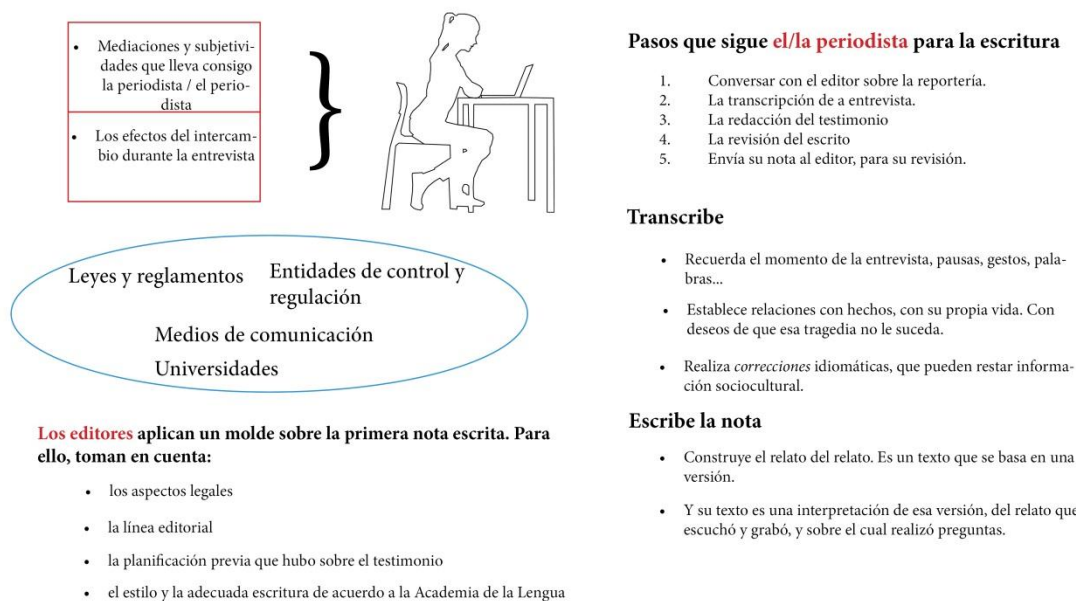 • Mediaciones y subjetivi-
dades que lleva consigo
la periodista / el perio-
dista
• Los efectos del intercam-
bio durante la entrevista
Leyes y reglamentos
Entidades de control y
regulación
Medios de comunicación
Universidades
Los editores aplican un molde sobre la primera nota escrita. Para
ello, toman en cuenta:
• los aspectos legales
• la línea editorial
• la planificación previa que hubo sobre el testimonio
• el estilo y la adecuada escritura de acuerdo a la Academia de la Lengua
Pasos que sigue el/la periodista para la escritura
1. Conversar con el editor sobre la reportería.
2. La transcripción de a entrevista.
3. La redacción del testimonio
4. La revisión del escrito
5. Envía su nota al editor, para su revisión.
Transcribe
• Recuerda el momento de la entrevista, pausas, gestos, pala-
bras...
• Establece relaciones con hechos, con su propia vida. Con
deseos de que esa tragedia no le suceda.
• Realiza correcciones idiomáticas, que pueden restar informa-
ción sociocultural.
Escribe la nota
• Construye el relato del relato. Es un texto que se basa en una
versión.
• Y su texto es una interpretación de esa versión, del relato que
escuchó y grabó, y sobre el cual realizó preguntas.